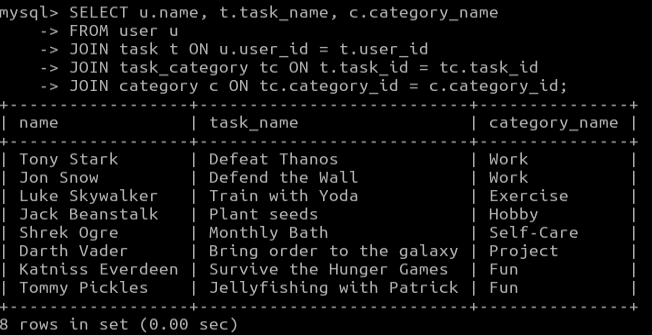 mysql> SELECT u.name, t.task_name, c.category_name
    -> FROM user u
    -> JOIN task t ON u.user_id = t.user_id
    -> JOIN task_category tc ON t.task_id = tc.task_id
    -> JOIN category c ON tc.category_id = c.category_id;
+------------------+----------------------------+---------------+
| name             | task_name                  | category_name |
+------------------+----------------------------+---------------+
| Tony Stark       | Defeat Thanos              | Work          |
| Jon Snow         | Defend the Wall            | Work          |
| Luke Skywalker   | Train with Yoda            | Exercise      |
| Jack Beanstalk   | Plant seeds                | Hobby         |
| Shrek Ogre       | Monthly Bath               | Self-Care     |
| Darth Vader      | Bring order to the galaxy  | Project       |
| Katniss Everdeen | Survive the Hunger Games   | Fun           |
| Tommy Pickles    | Jellyfishing with Patrick  | Fun           |
+------------------+----------------------------+---------------+
8 rows in set (0.00 sec)